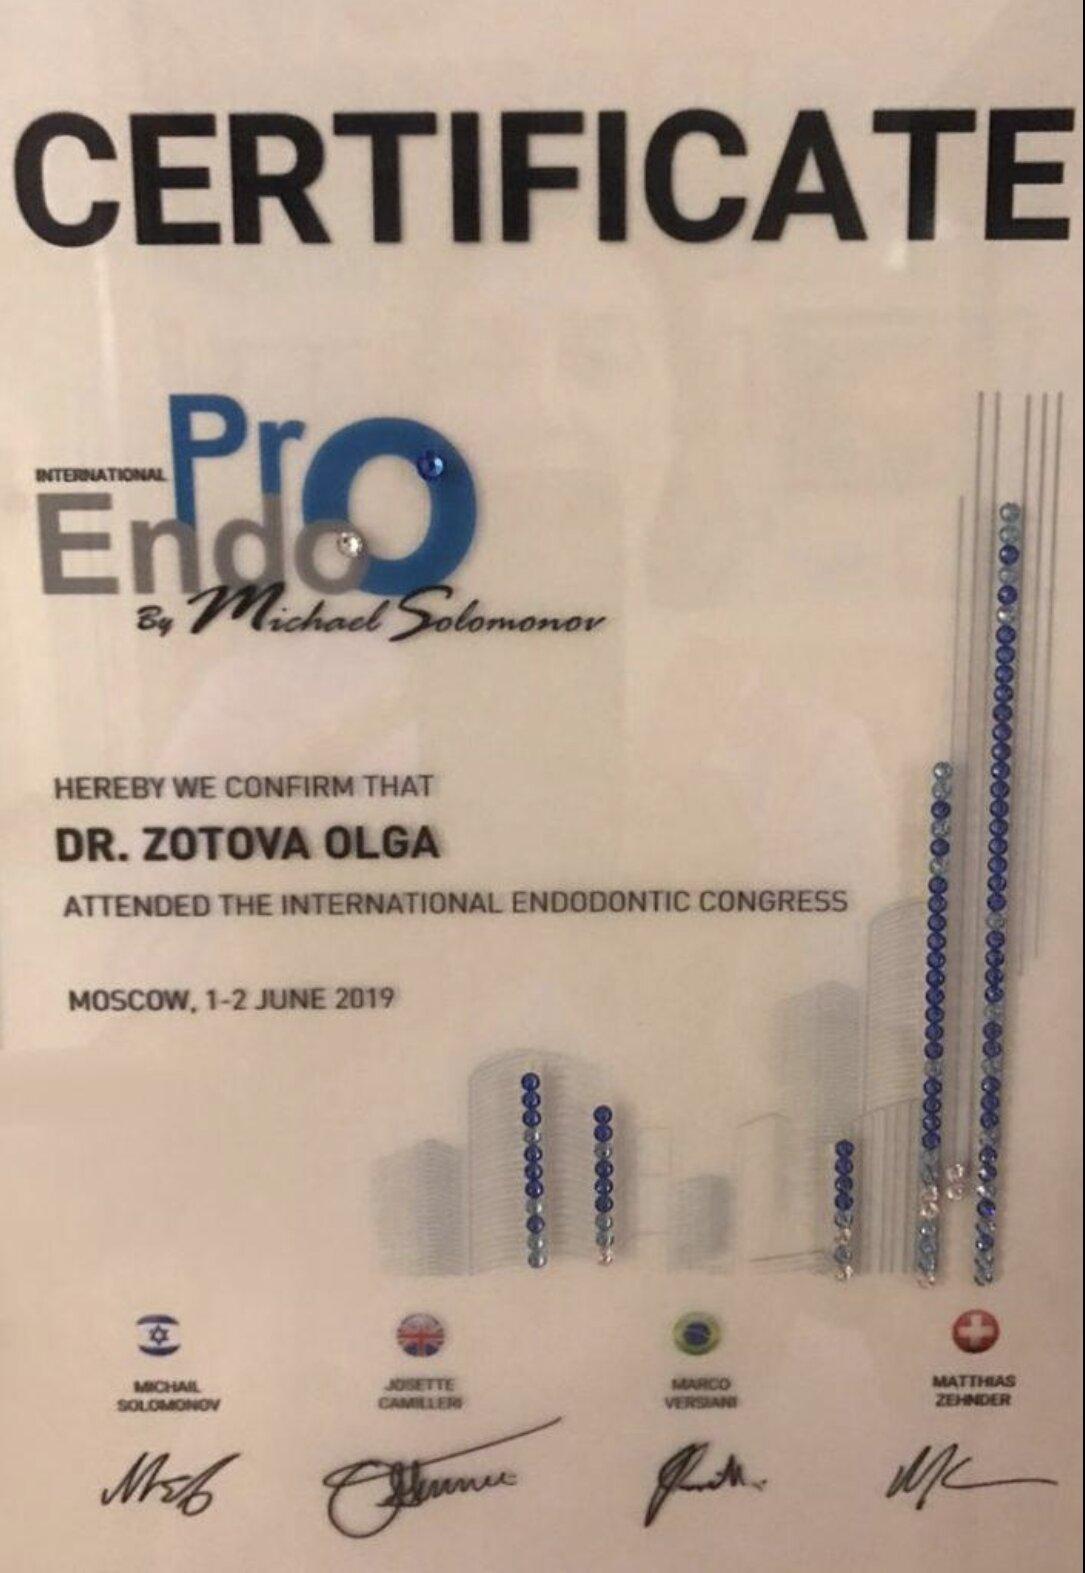 CERTIFICATE
INTERNATIONAL
Pro
Endo
By Michael Solomonov
HEREBY WE CONFIRM THAT
DR. ZOTOVA OLGA
ATTENDED THE INTERNATIONAL ENDODONTIC CONGRESS
MOSCOW, 1-2 JUNE 2019
MICHAIL
SOLOMONOV
JOSETTE
CAMILLERI
MARCO
VERSIANI
MATTHIAS
ZEHNDER